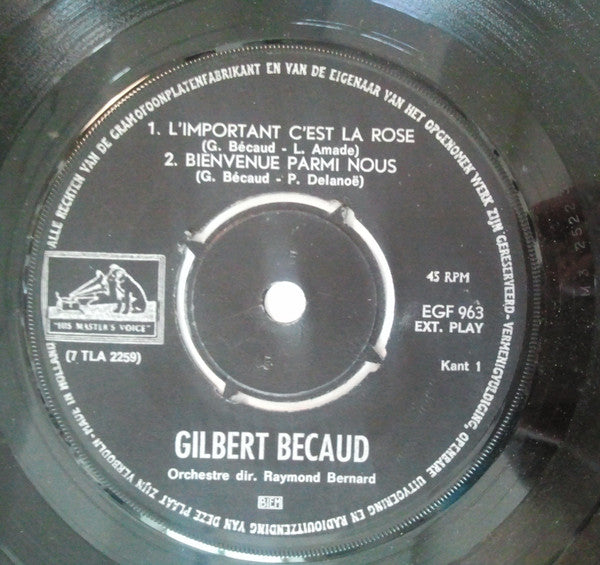 ALLE RECHTEN VAN DE GRAMOFOONPLATENFABRIKANT EN VAN DE EIGENAAR VAN HET OPGENOMEN WERK ZIJN GERESERVEERD - VERMENIGVULDIGING, OPENBARE UITVOERING EN RADIOUITZENDING VAN DEZE PLAAT ZIJN VERBODEN - MADE IN HOLLAND
1. L'IMPORTANT C'EST LA ROSE
(G. Bécaud - L. Amade)
2. BIENVENUE PARMI NOUS
(G. Bécaud - P. Delanoë)
"HIS MASTER'S VOICE"
(7 TLA 2259)
45 RPM
EGF 963
EXT. PLAY
Kant 1
GILBERT BECAUD
Orchestre dir. Raymond Bernard
BIEM